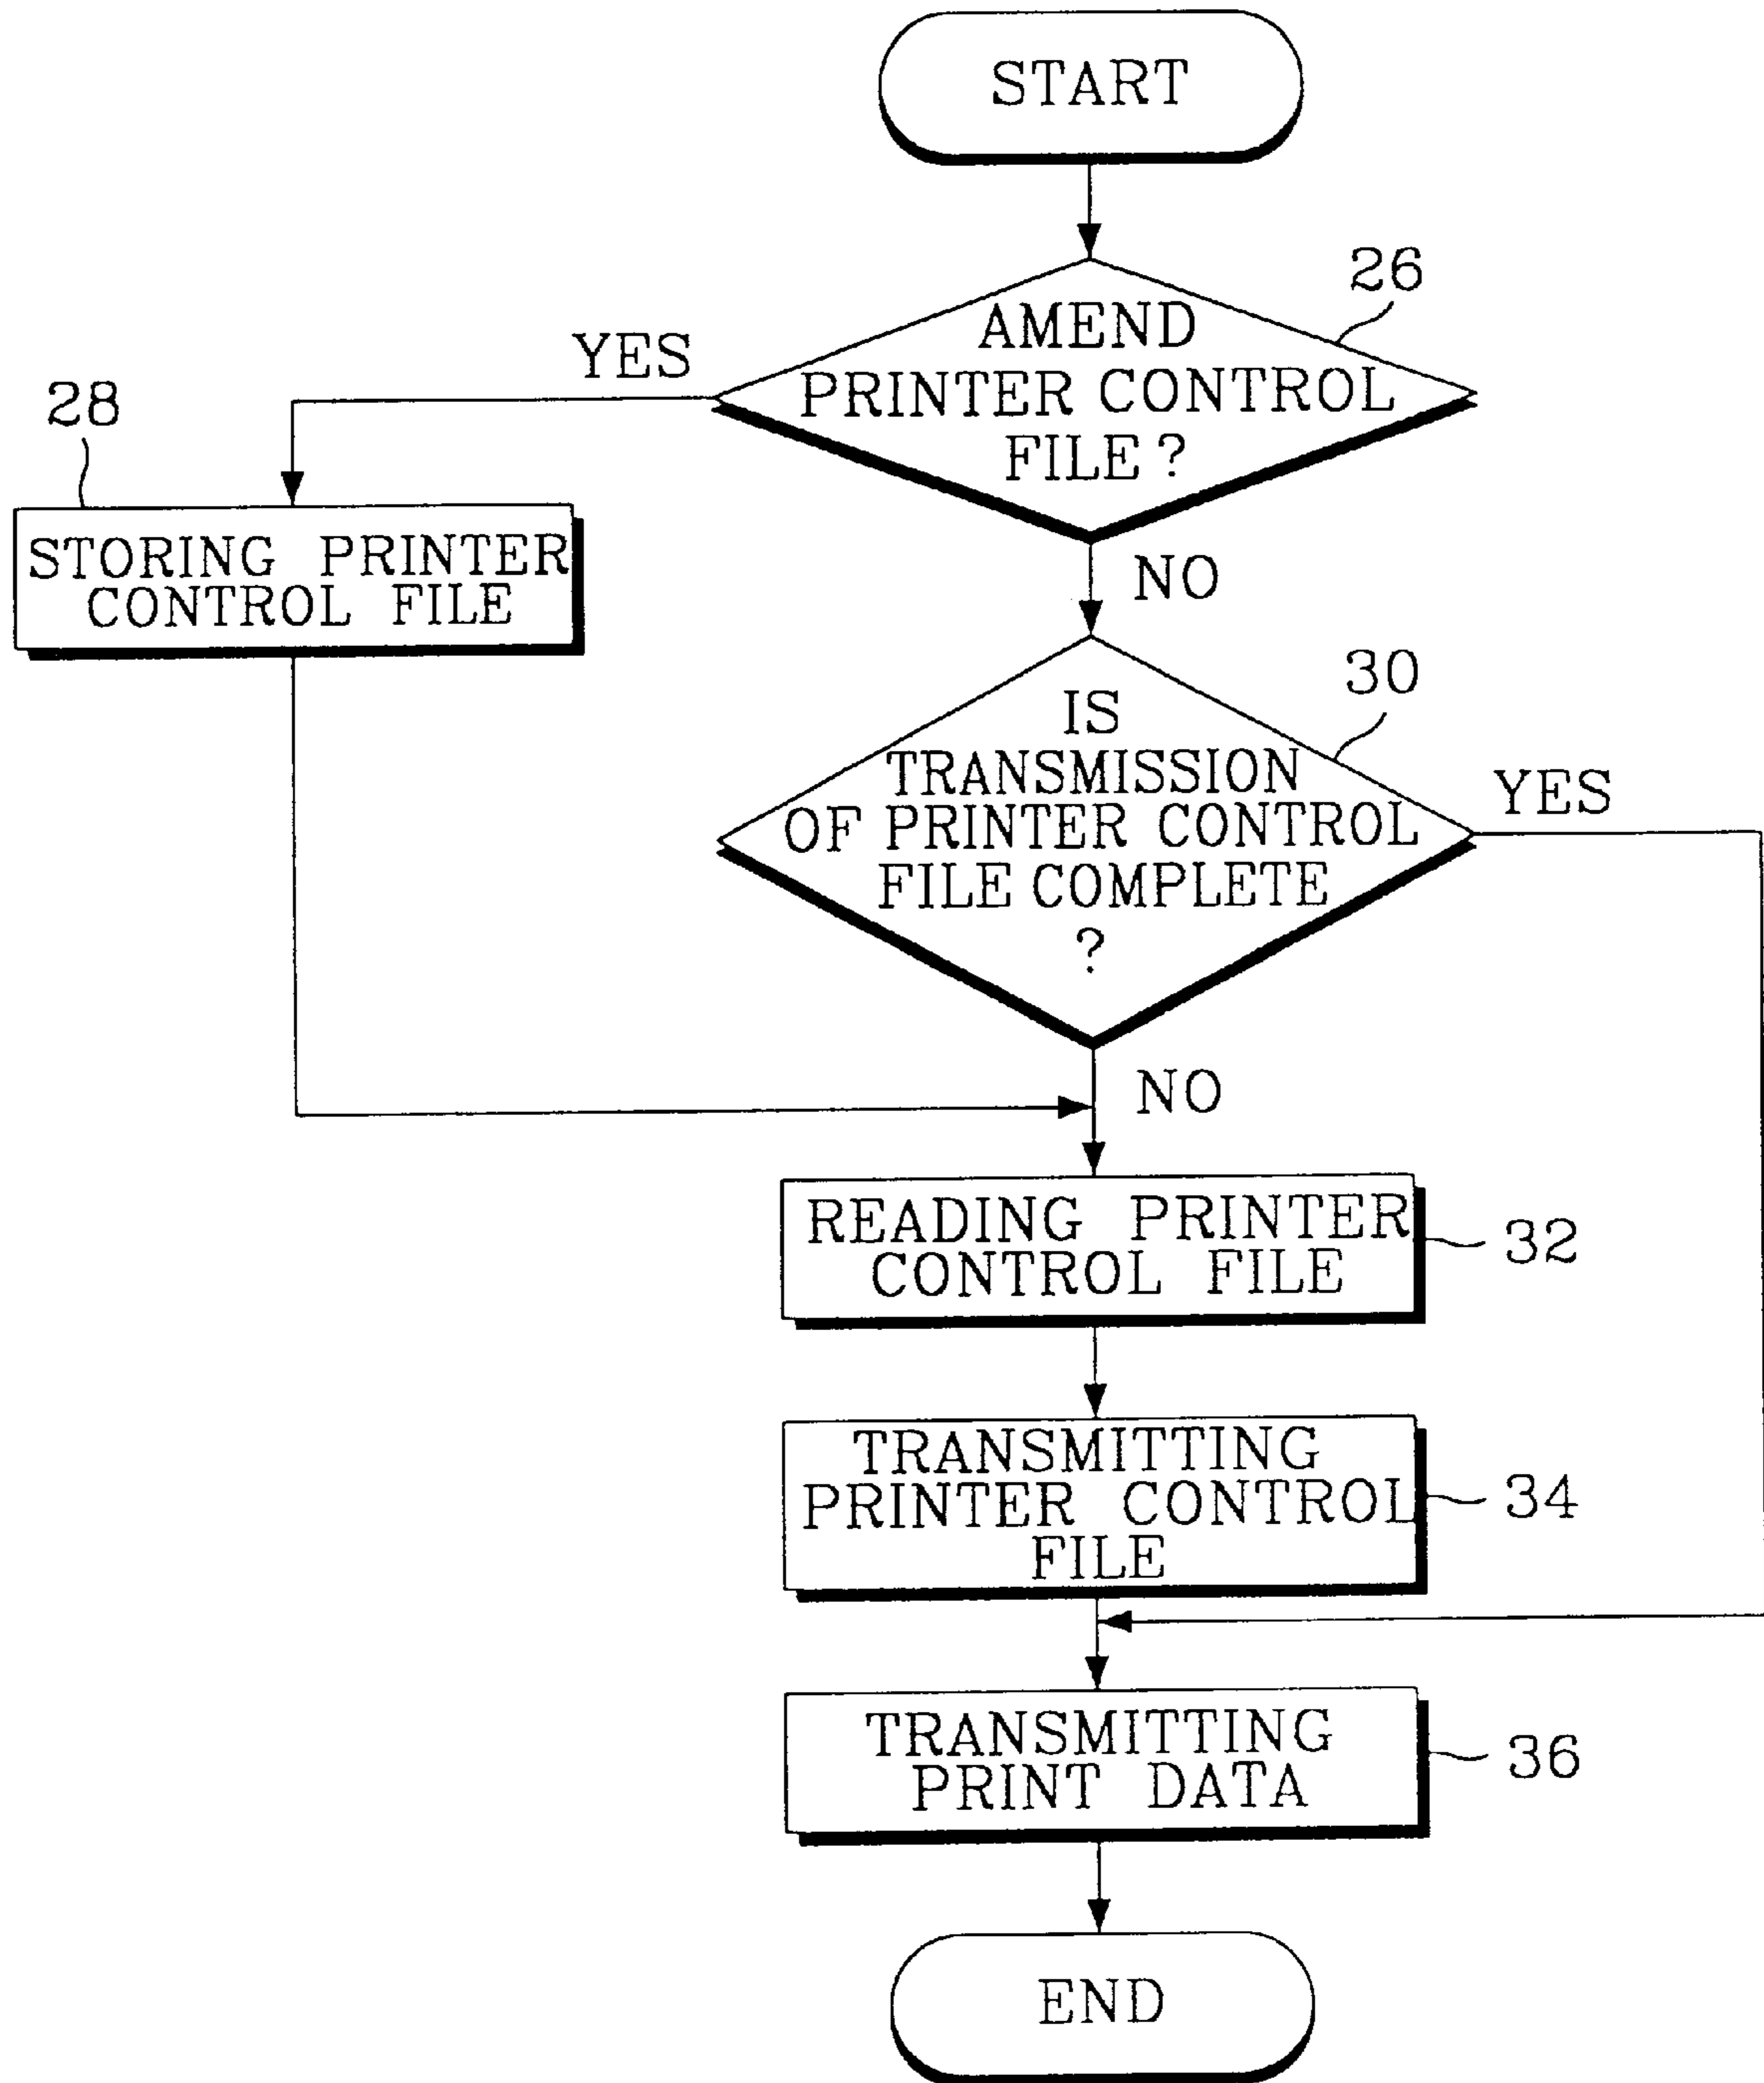 START
26
AMEND
PRINTER CONTROL
FILE ?
YES
28
STORING PRINTER
CONTROL FILE
NO
30
IS
TRANSMISSION
OF PRINTER CONTROL
FILE COMPLETE
?
YES
NO
READING PRINTER
CONTROL FILE
32
TRANSMITTING
PRINTER CONTROL
FILE
34
TRANSMITTING
PRINT DATA
36
END